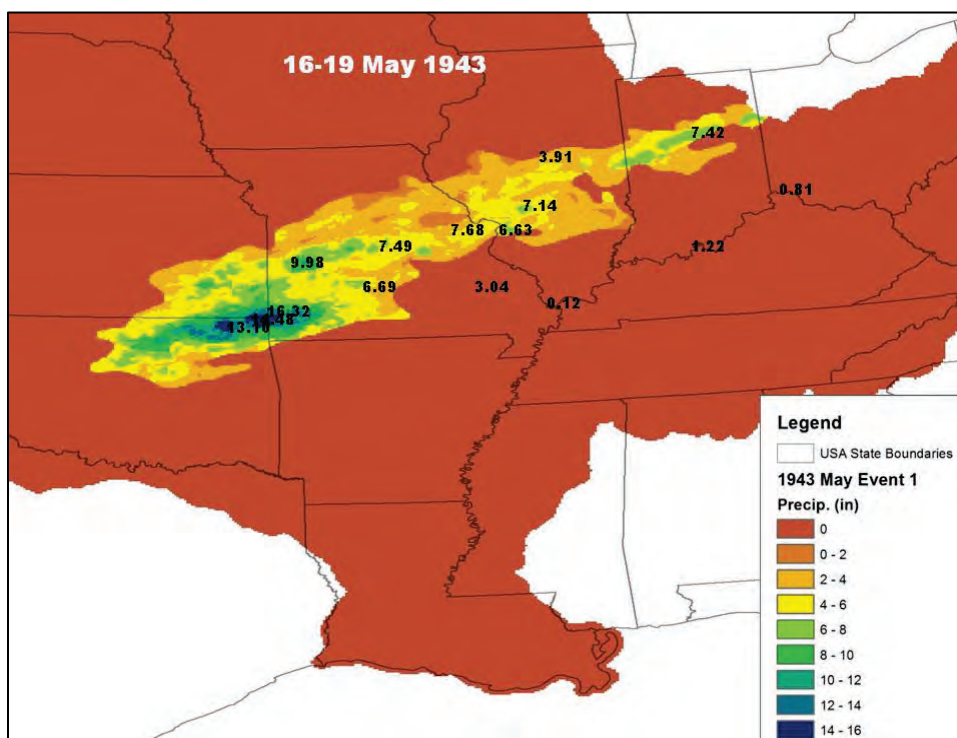 16-19 May 1943
7.42
3.91
0.81
7.14
7.68
6.63
7.49
1.22
9.98
6.69
3.04
0.12
16.32
13.10
Legend
USA State Boundaries
1943 May Event 1
Precip. (in)
0
0 - 2
2 - 4
4 - 6
6 - 8
8 - 10
10 - 12
12 - 14
14 - 16